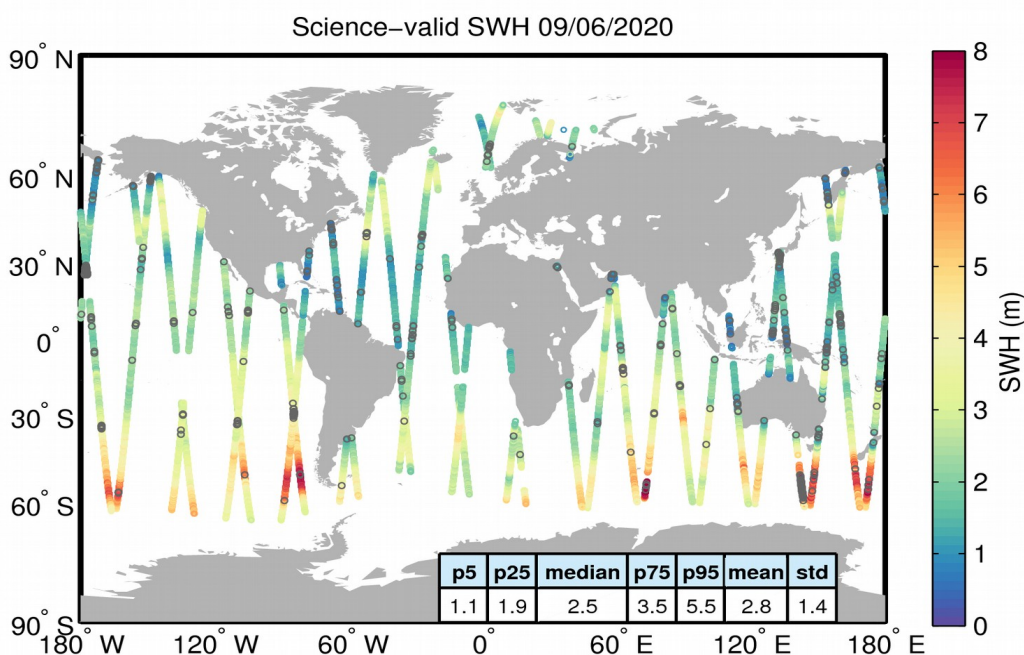 Science–valid SWH 09/06/2020
90° N
60° N
30° N
0°
30° S
60° S
90° S
180° W
120° W
60° W
0°
60° E
120° E
180° E
p5 p25 median p75 p95 mean std
1.1 1.9 2.5 3.5 5.5 2.8 1.4
8
7
6
5
4
3
2
1
0
SWH (m)